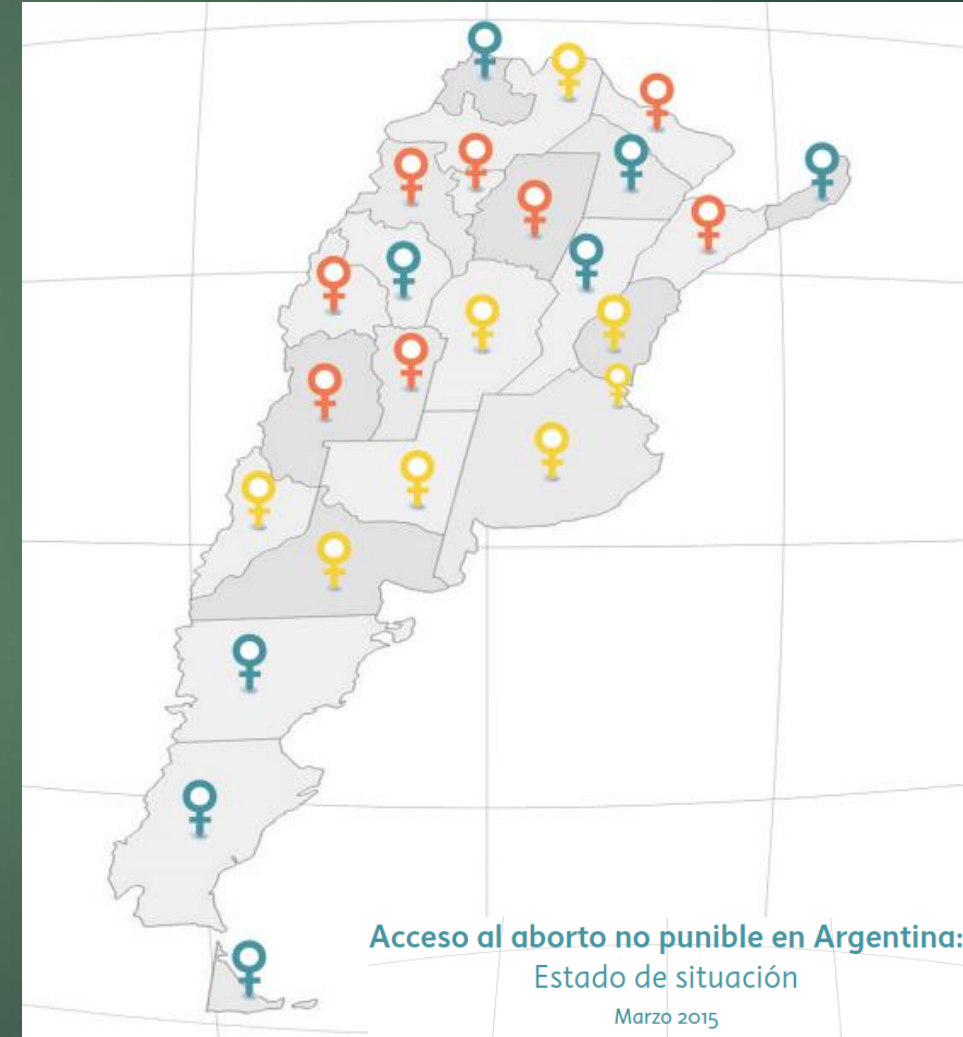 Acceso al aborto no punible en Argentina:
Estado de situación
Marzo 2015